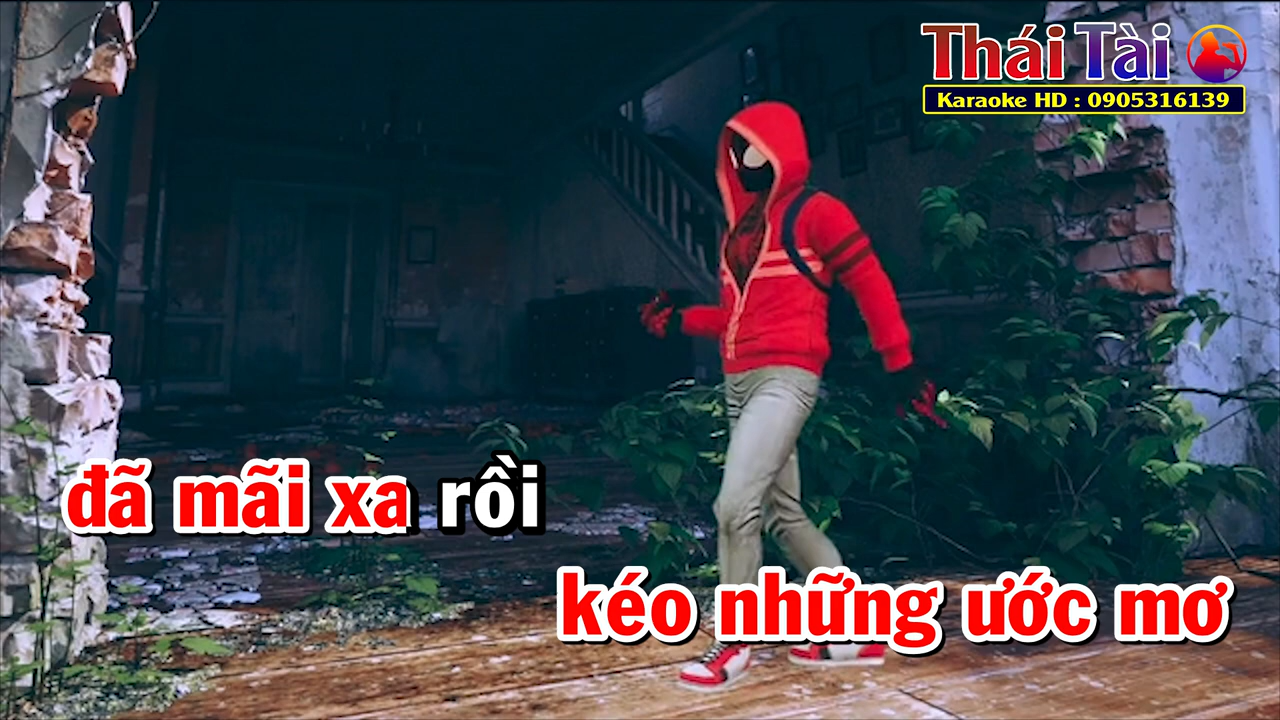 Thái Tài
Karaoke HD : 0905316139
đã mãi xa rồi
kéo những ước mơ